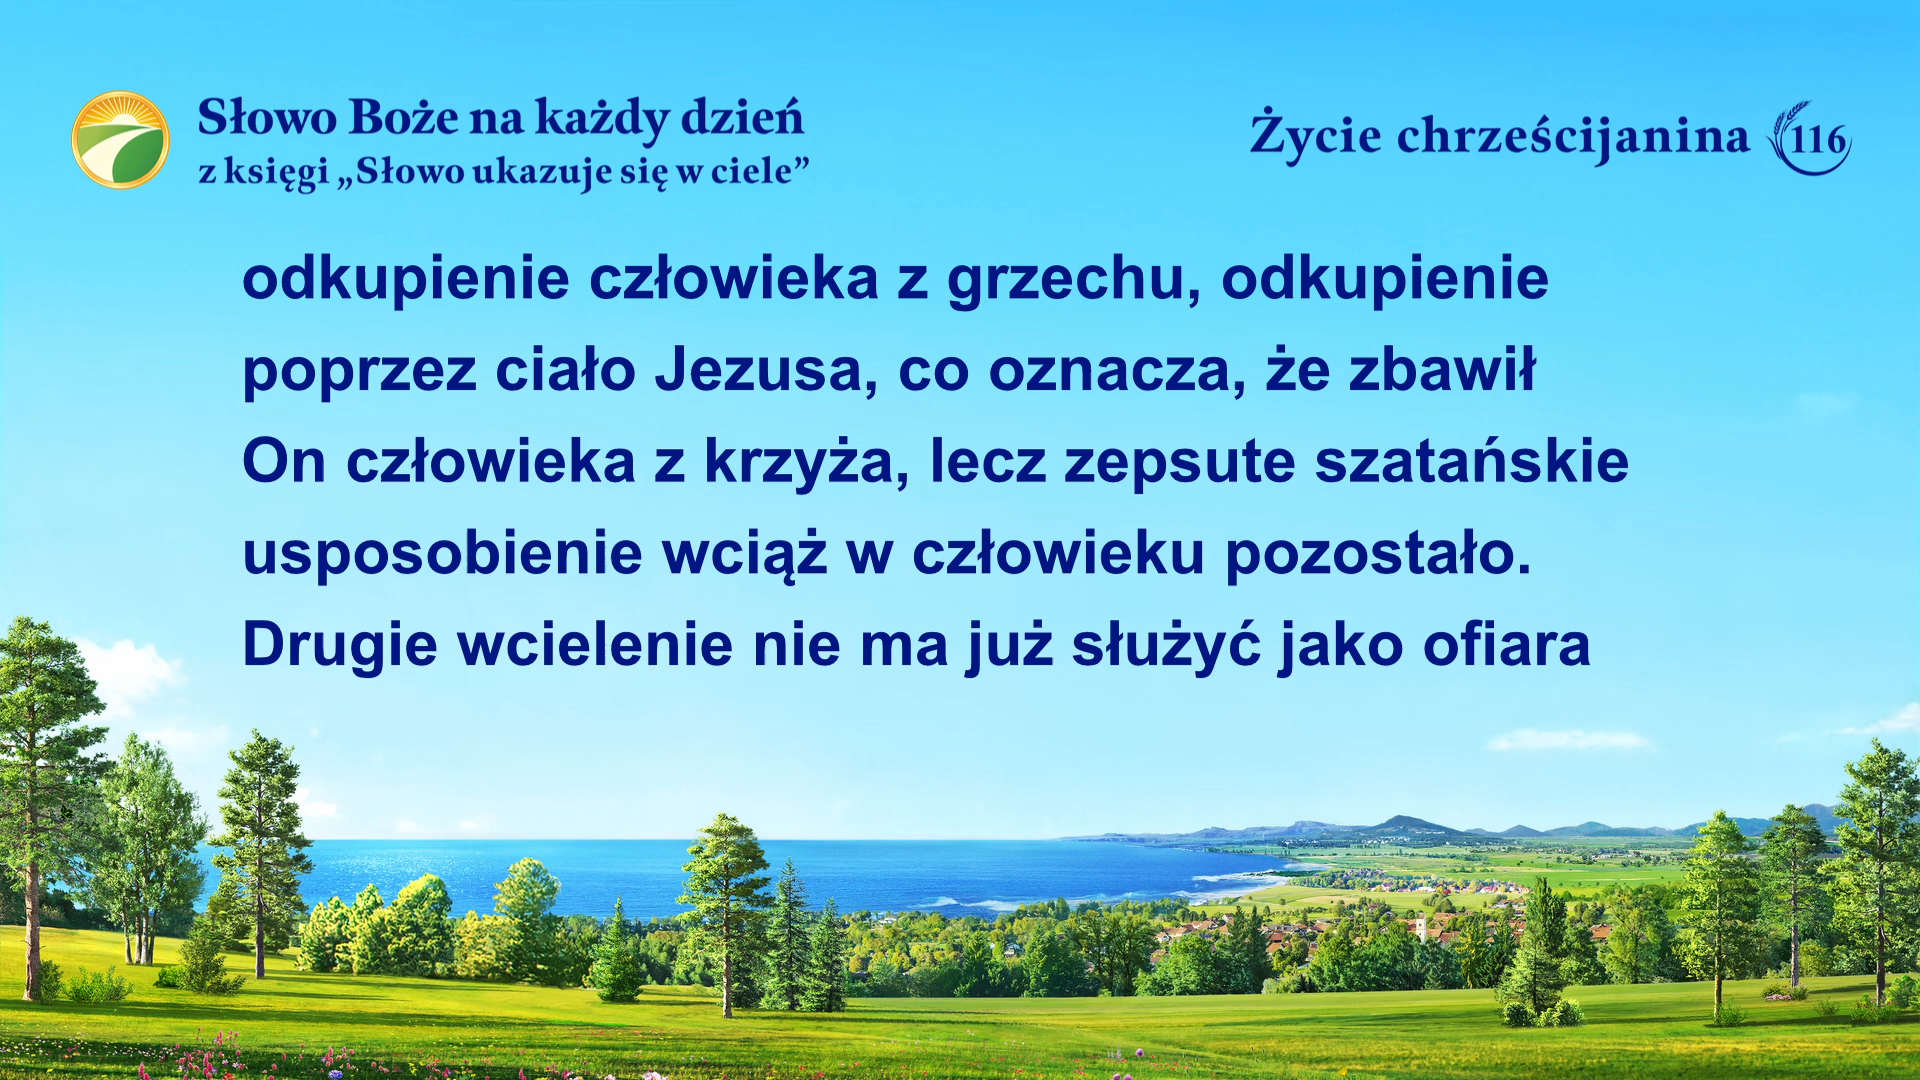 Słowo Boże na każdy dzień
z księgi „Słowo ukazuje się w ciele”
Życie chrześcijanina 116
odkupienie człowieka z grzechu, odkupienie
poprzez ciało Jezusa, co oznacza, że zbawił
On człowieka z krzyża, lecz zepsute szatańskie
usposobienie wciąż w człowieku pozostało.
Drugie wcielenie nie ma już służyć jako ofiara